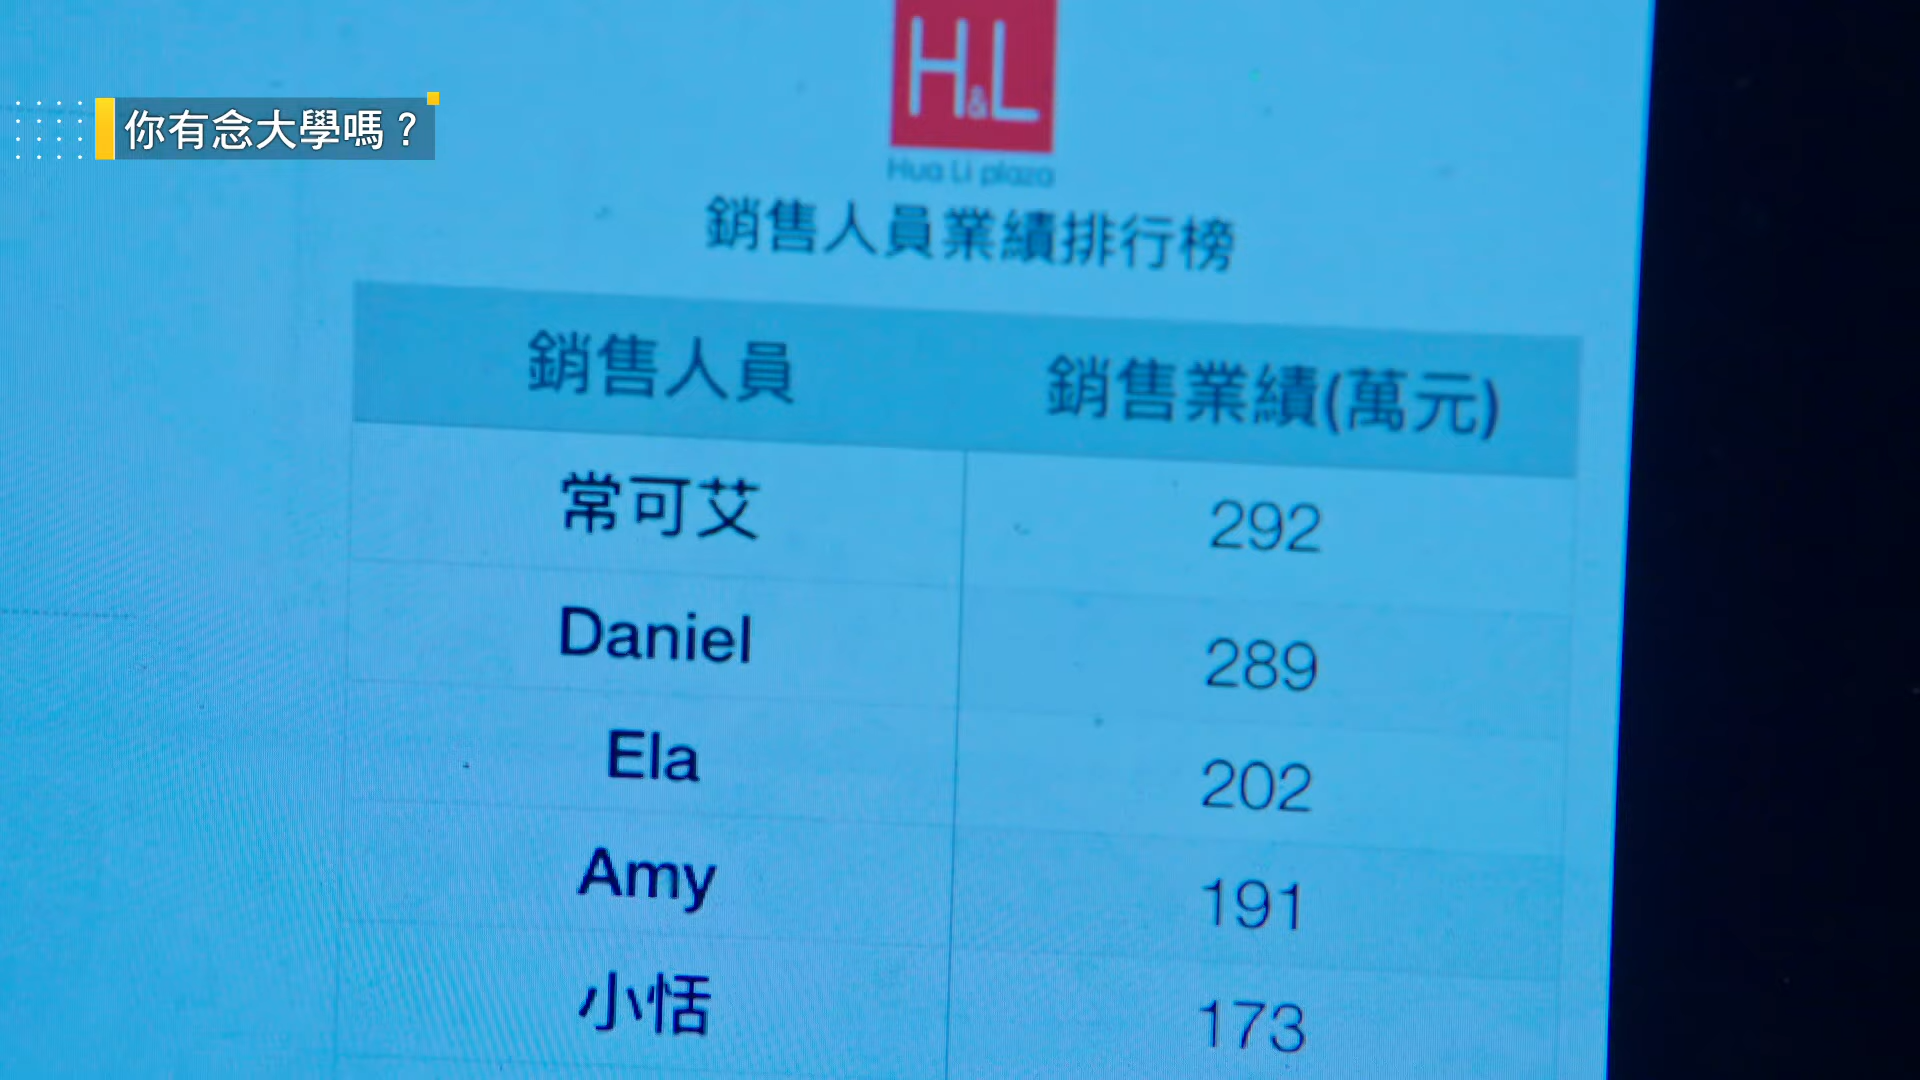 你有念大學嗎？
H&L
Hua Li plaza
銷售人員業績排行榜
銷售人員 銷售業績(萬元)
常可艾 292
Daniel 289
Ela 202
Amy 191
小恬 173